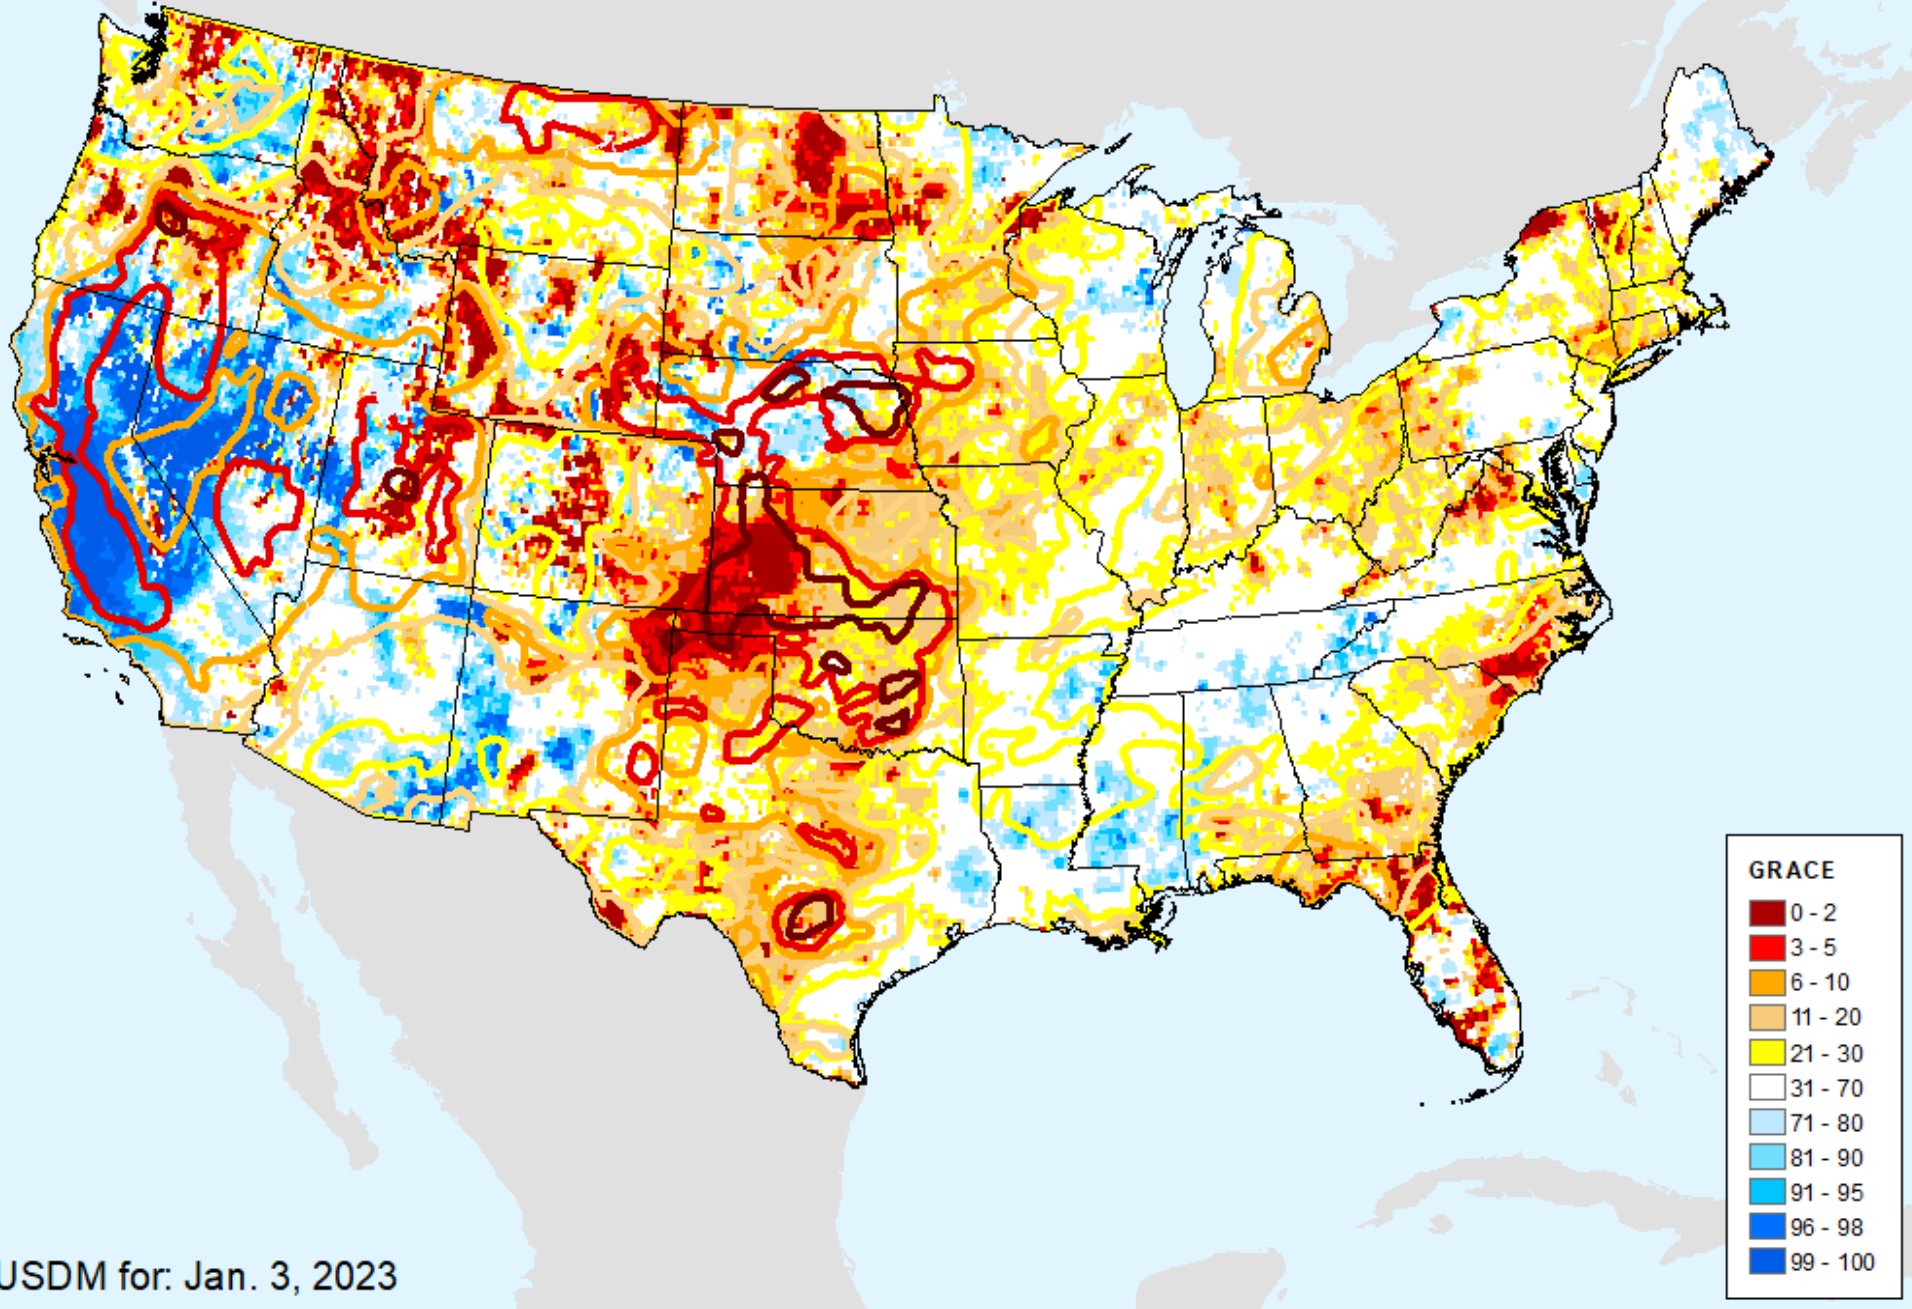 GRACE
0 - 2
3 - 5
6 - 10
11 - 20
21 - 30
31 - 70
71 - 80
81 - 90
91 - 95
96 - 98
99 - 100
USDM for: Jan. 3, 2023